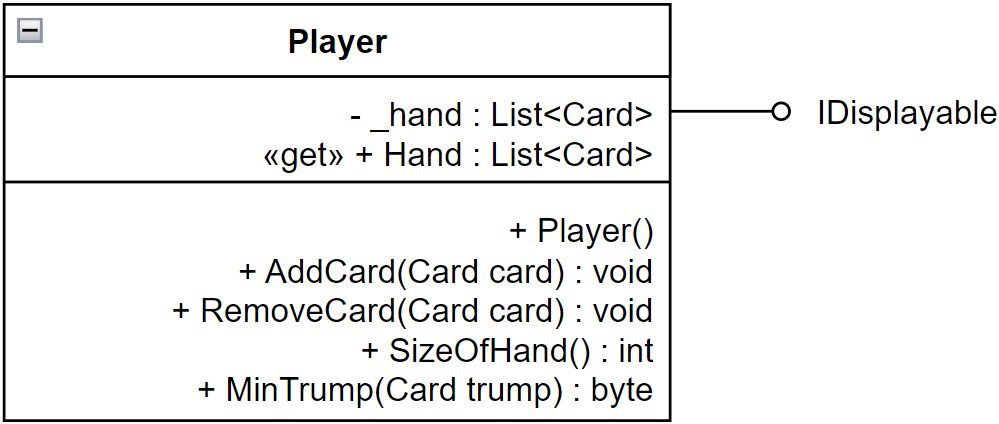 Player
- _hand : List<Card>
IDisplayable
«get» + Hand : List<Card>
+ Player()
+ AddCard(Card card) : void
+ RemoveCard(Card card) : void
+ SizeOfHand() : int
+ MinTrump(Card trump) : byte